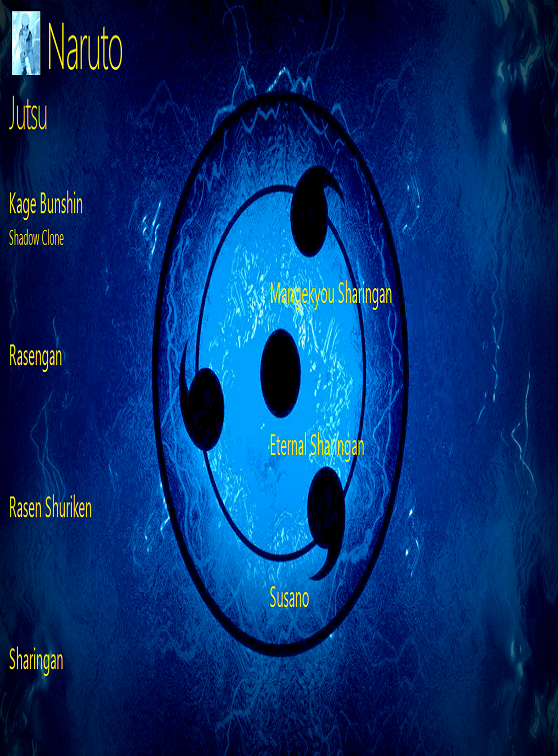 Naruto
Jutsu
Kage Bunshin
Shadow Clone
Rasengan
Rasen Shuriken
Sharingan
Mangekyou Sharingan
Eternal Sharingan
Susano